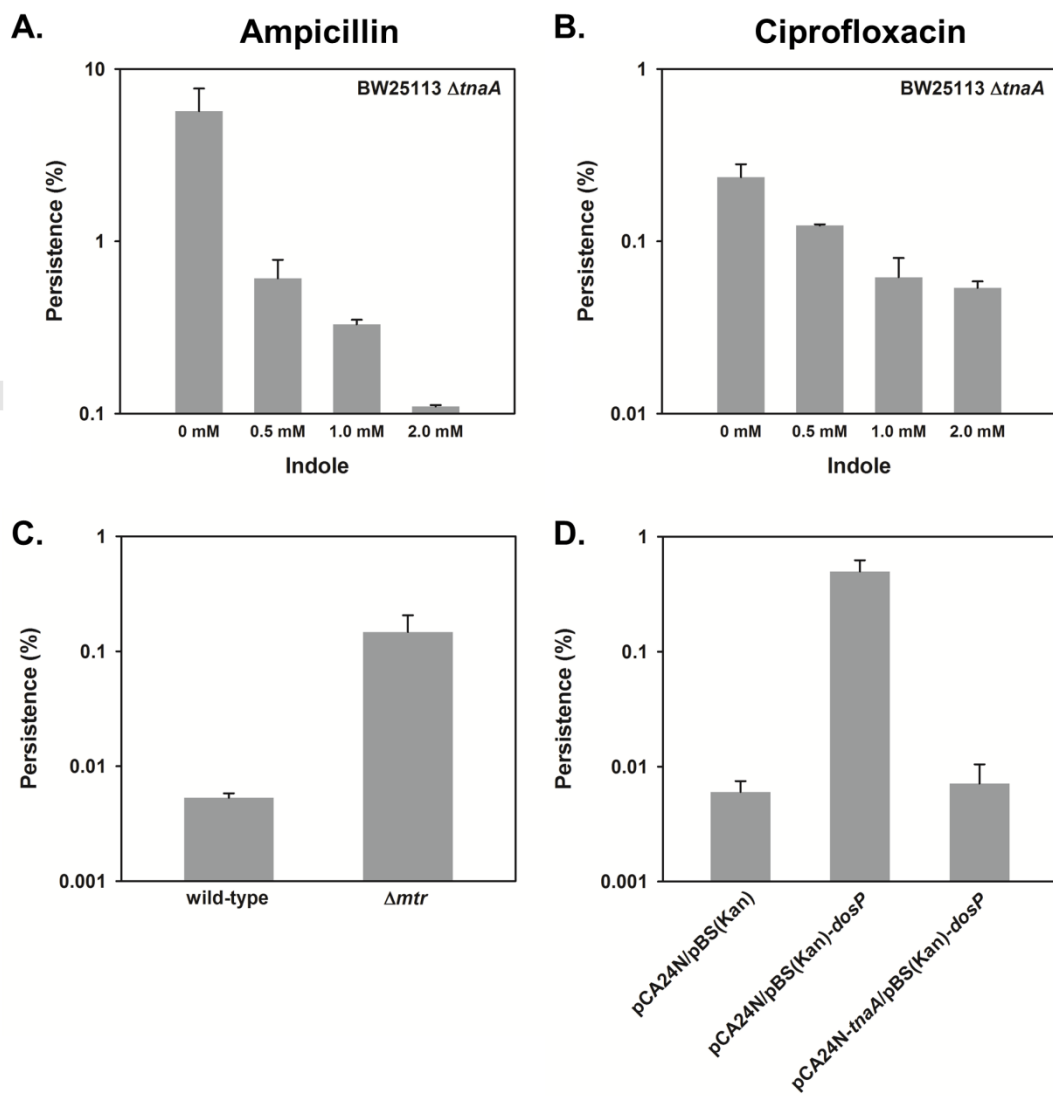 A.
Ampicillin
BW25113 ΔtnaA
Persistence (%)
10
1
0.1
0 mM 0.5 mM 1.0 mM 2.0 mM
Indole
B.
Ciprofloxacin
BW25113 ΔtnaA
Persistence (%)
1
0.1
0.01
0 mM 0.5 mM 1.0 mM 2.0 mM
Indole
C.
Persistence (%)
1
0.1
0.01
0.001
wild-type Δmtr
D.
Persistence (%)
1
0.1
0.01
0.001
pCA24N/pBS(Kan)
pCA24N/pBS(Kan)-dosP
pCA24N-tnaA/pBS(Kan)-dosP